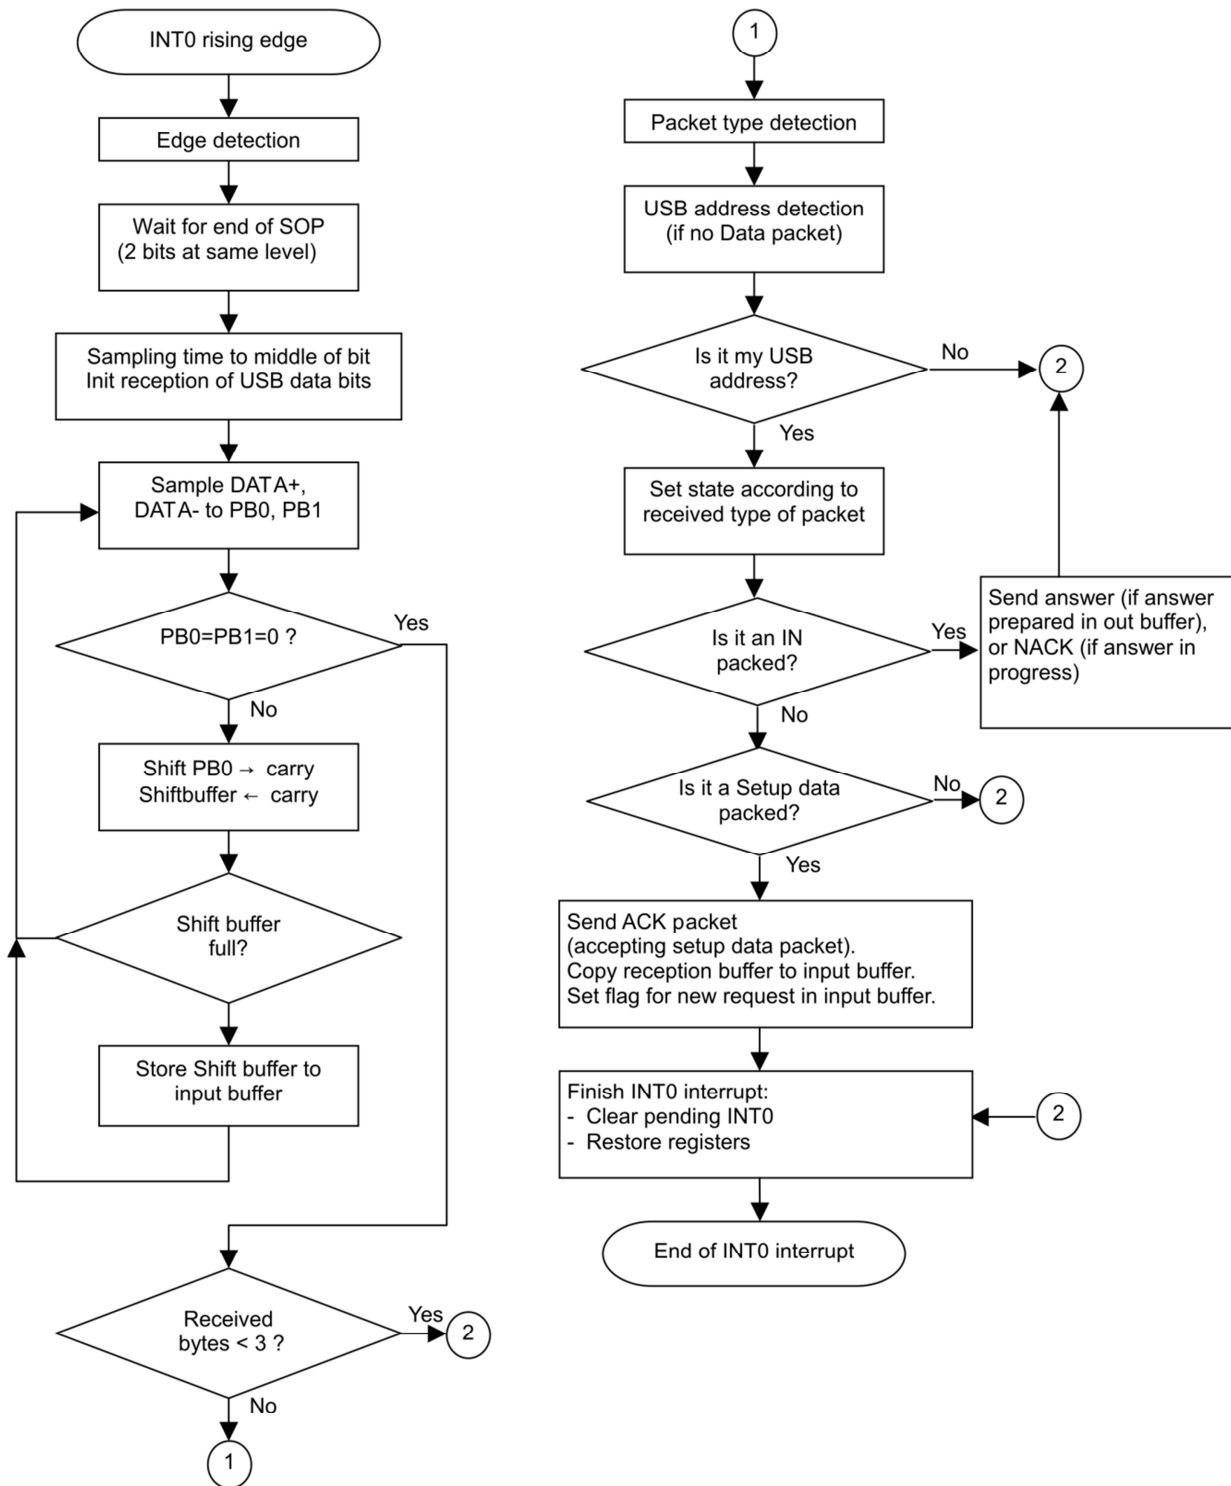 INT0 rising edge
Edge detection
Wait for end of SOP
(2 bits at same level)
Sampling time to middle of bit
Init reception of USB data bits
Sample DATA+,
DATA- to PB0, PB1
PB0=PB1=0 ?
Yes
No
Shift PB0 → carry
Shiftbuffer ← carry
Shift buffer
full?
Store Shift buffer to
input buffer
Received
bytes < 3 ?
Yes
2
No
1
1
Packet type detection
USB address detection
(if no Data packet)
Is it my USB
address?
No
2
Yes
Set state according to
received type of packet
Is it an IN
packed?
Yes
Send answer (if answer
prepared in out buffer),
or NACK (if answer in
progress)
No
Is it a Setup data
packed?
No
2
Yes
Send ACK packet
(accepting setup data packet).
Copy reception buffer to input buffer.
Set flag for new request in input buffer.
Finish INT0 interrupt:
- Clear pending INT0
- Restore registers
2
End of INT0 interrupt